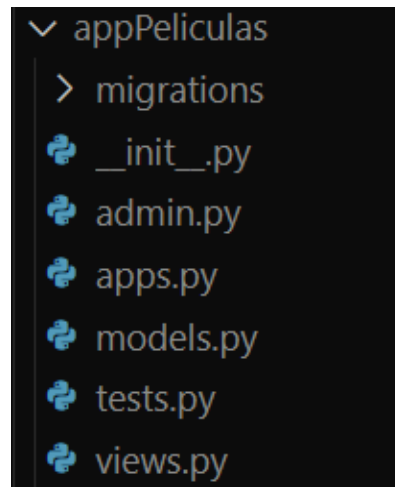 appPeliculas
migrations
__init__.py
admin.py
apps.py
models.py
tests.py
views.py